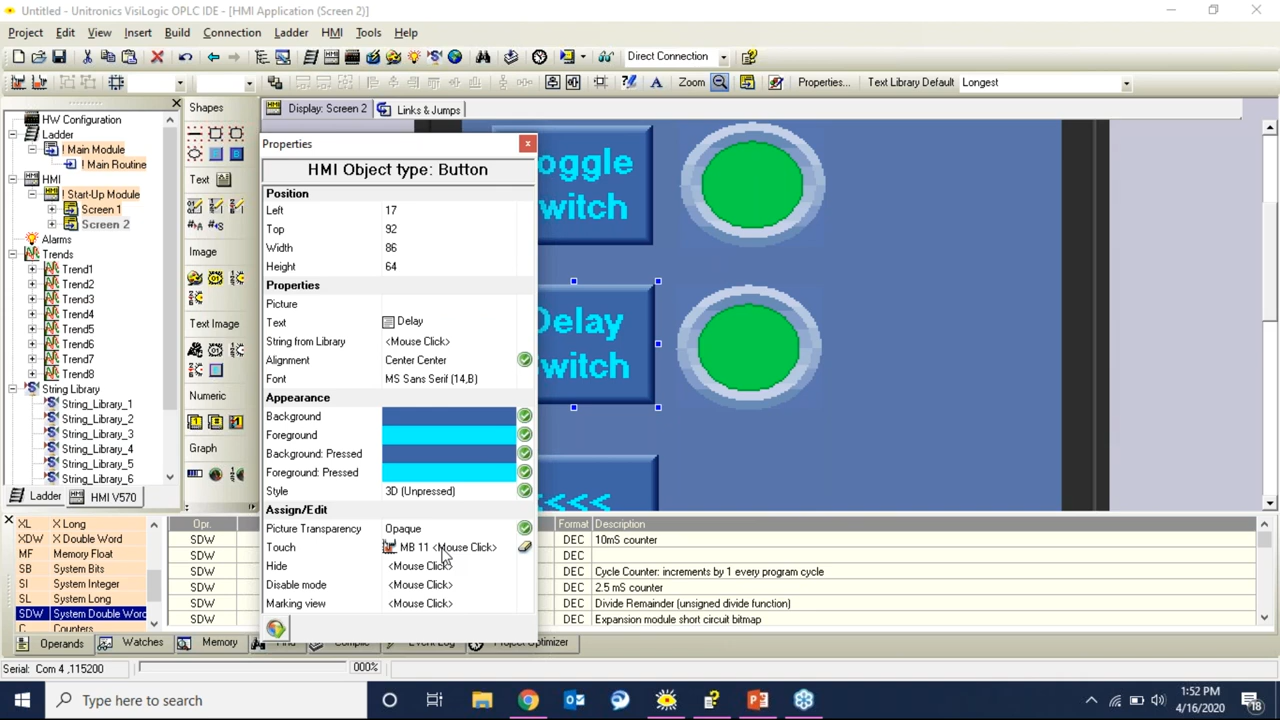 Untitled - Unitronics VisiLogic OPLC IDE - [HMI Application (Screen 2)]
Project Edit View Insert Build Connection Ladder HMI Tools Help
Direct Connection
Zoom Properties... Text Library Default Longest
HW Configuration
Ladder
! Main Module
! Main Routine
HMI
! Start-Up Module
Screen 1
Screen 2
Alarms
Trends
Trend1
Trend2
Trend3
Trend4
Trend5
Trend6
Trend7
Trend8
String Library
String_Library_1
String_Library_2
String_Library_3
String_Library_4
String_Library_5
String_Library_6
Ladder HMI V570
Shapes
Text
Image
Text Image
Numeric
Graph
Display: Screen 2 Links & Jumps
Properties
HMI Object type: Button
Position
Left 17
Top 92
Width 86
Height 64
Properties
Picture
Text Delay
String from Library <Mouse Click>
Alignment Center Center
Font MS Sans Serif (14,B)
Appearance
Background
Foreground
Background: Pressed
Foreground: Pressed
Style 3D (Unpressed)
Assign/Edit
Picture Transparency Opaque
Touch MB 11 <Mouse Click>
Hide <Mouse Click>
Disable mode <Mouse Click>
Marking view <Mouse Click>
oggle
witch
Delay
witch
<<<
XL X Long
XDW X Double Word
MF Memory Float
SB System Bits
SI System Integer
SL System Long
SDW System Double Word
C Counters
Opr.
SDW
SDW
SDW
SDW
SDW
SDW
Format Description
DEC 10mS counter
DEC
DEC Cycle Counter: increments by 1 every program cycle
DEC 2.5 mS counter
DEC Divide Remainder (unsigned divide function)
DEC Expansion module short circuit bitmap
Operands Watches Memory Find Compile Event Log Project Optimizer
Serial: Com 4 ,115200 000%
Type here to search
1:52 PM
4/16/2020
18